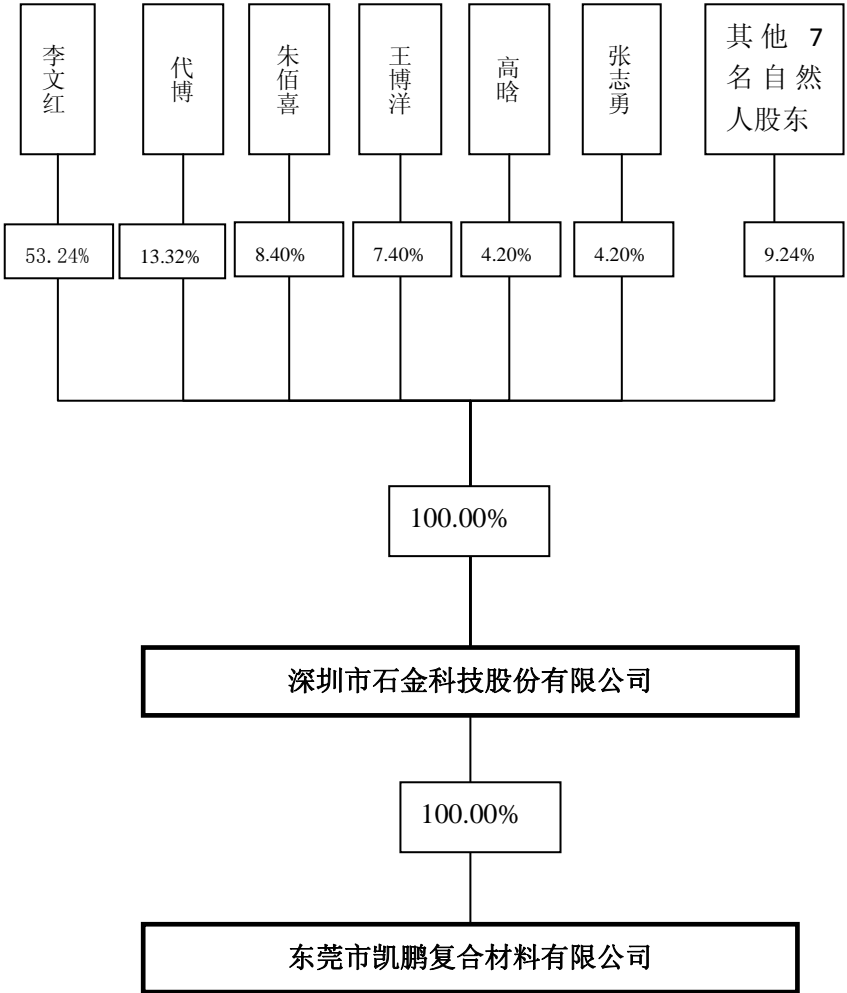 李文红
代博
朱佰喜
王博洋
高晗
张志勇
其他 7
名自然
人股东
53.24%
13.32%
8.40%
7.40%
4.20%
4.20%
9.24%
100.00%
深圳市石金科技股份有限公司
100.00%
东莞市凯鹏复合材料有限公司